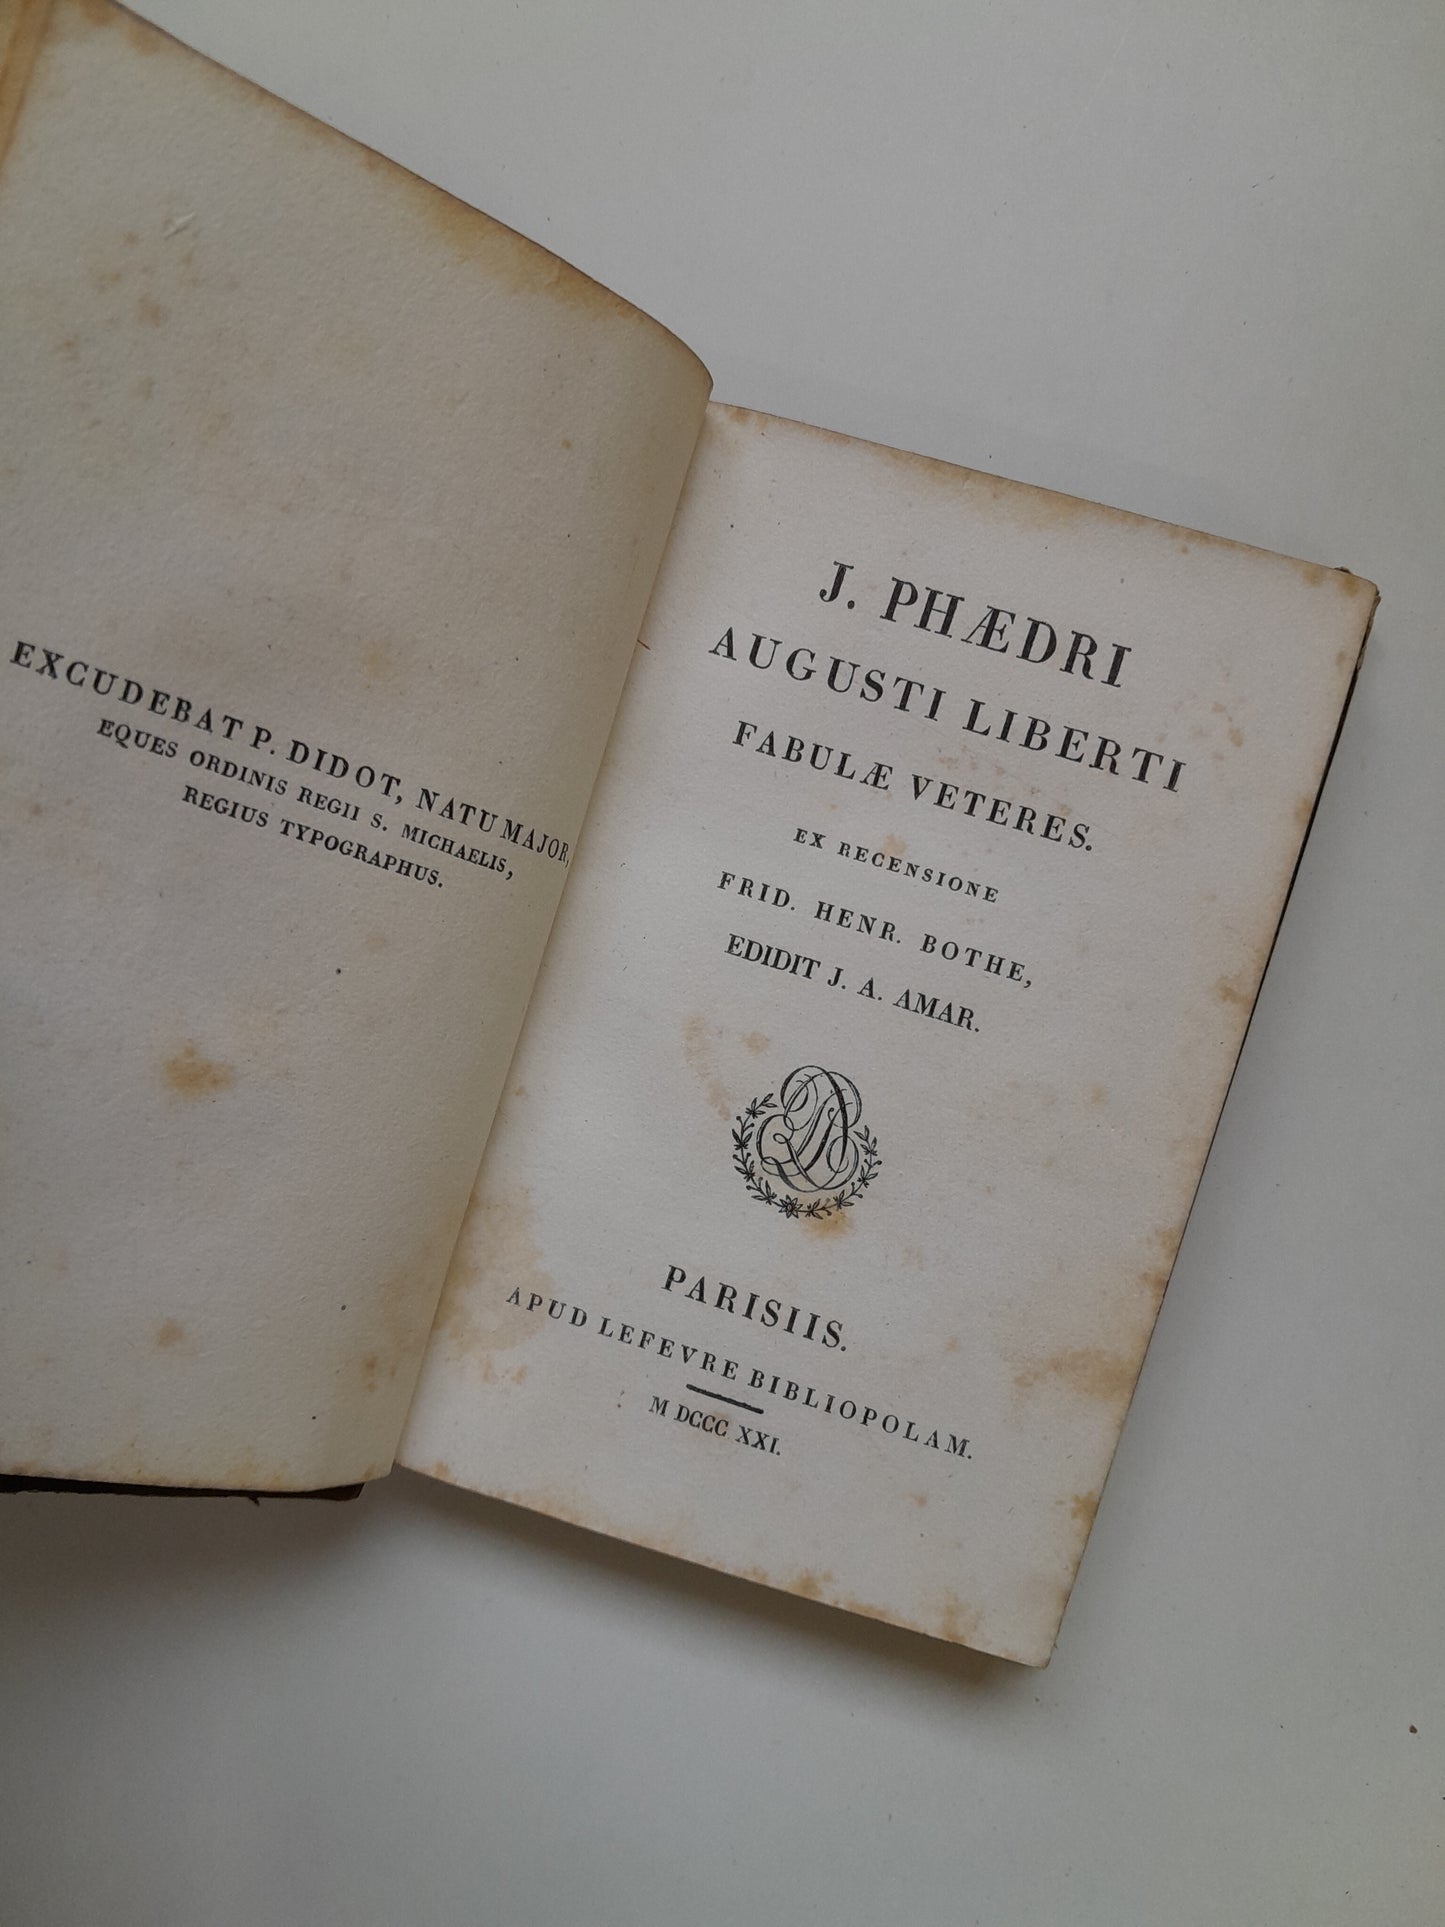 EXCUDEBAT P. DIDOT, NATU MAJOR,
EQUES ORDINIS REGII S. MICHAELIS,
REGIUS TYPOGRAPHUS.
J. PHÆDRI
AUGUSTI LIBERTI
FABULÆ VETERES.
EX RECENSIONE
FRID. HENR. BOTHE,
EDIDIT J. A. AMAR.
PARISIIS.
APUD LEFEVRE BIBLIOPOLAM.
M DCCC XXI.